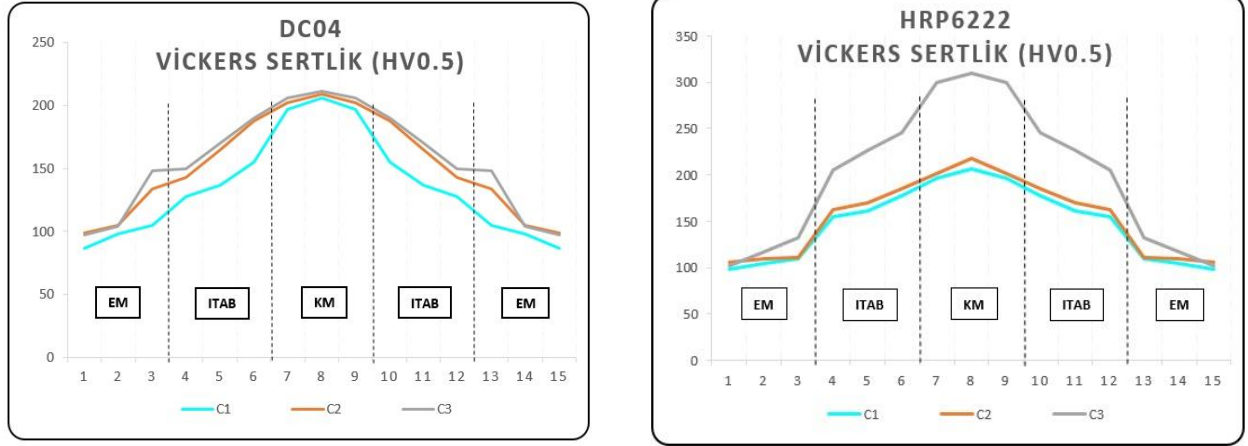 DC04
VİCKERS SERTLİK (HV0.5)
250
200
150
100
50
0
EM
ITAB
KM
ITAB
EM
1 2 3 4 5 6 7 8 9 10 11 12 13 14 15
C1 C2 C3
HRP6222
VİCKERS SERTLİK (HV0.5)
350
300
250
200
150
100
50
0
EM
ITAB
KM
ITAB
EM
1 2 3 4 5 6 7 8 9 10 11 12 13 14 15
C1 C2 C3